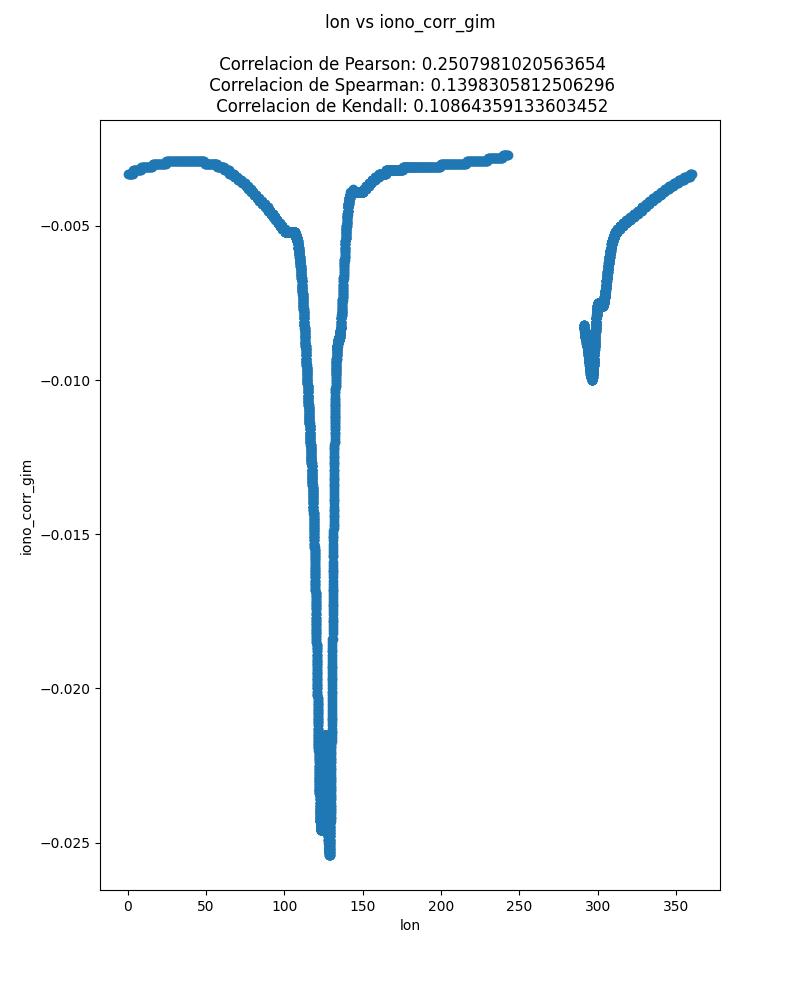 lon vs iono_corr_gim
Correlacion de Pearson: 0.2507981020563654
Correlacion de Spearman: 0.1398305812506296
Correlacion de Kendall: 0.10864359133603452
−0.005
−0.010
−0.015
−0.020
−0.025
iono_corr_gim
0 50 100 150 200 250 300 350
lon